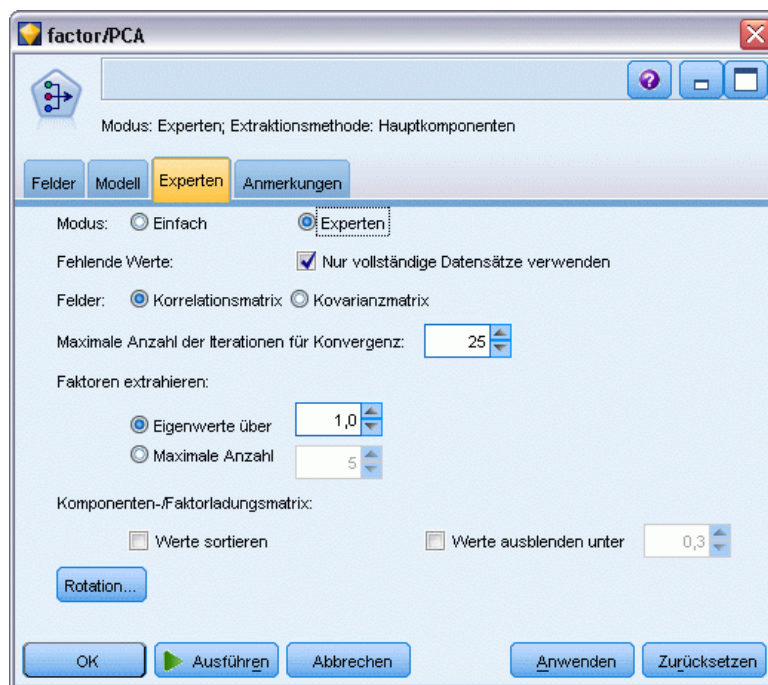 factor/PCA
Modus: Experten; Extraktionsmethode: Hauptkomponenten
Felder Modell Experten Anmerkungen
Modus: Einfach Experten
Fehlende Werte: Nur vollständige Datensätze verwenden
Felder: Korrelationsmatrix Kovarianzmatrix
Maximale Anzahl der Iterationen für Konvergenz: 25
Faktoren extrahieren:
Eigenwerte über 1,0
Maximale Anzahl 5
Komponenten-/Faktorladungsmatrix:
Werte sortieren Werte ausblenden unter 0,3
Rotation...
OK Ausführen Abbrechen Anwenden Zurücksetzen